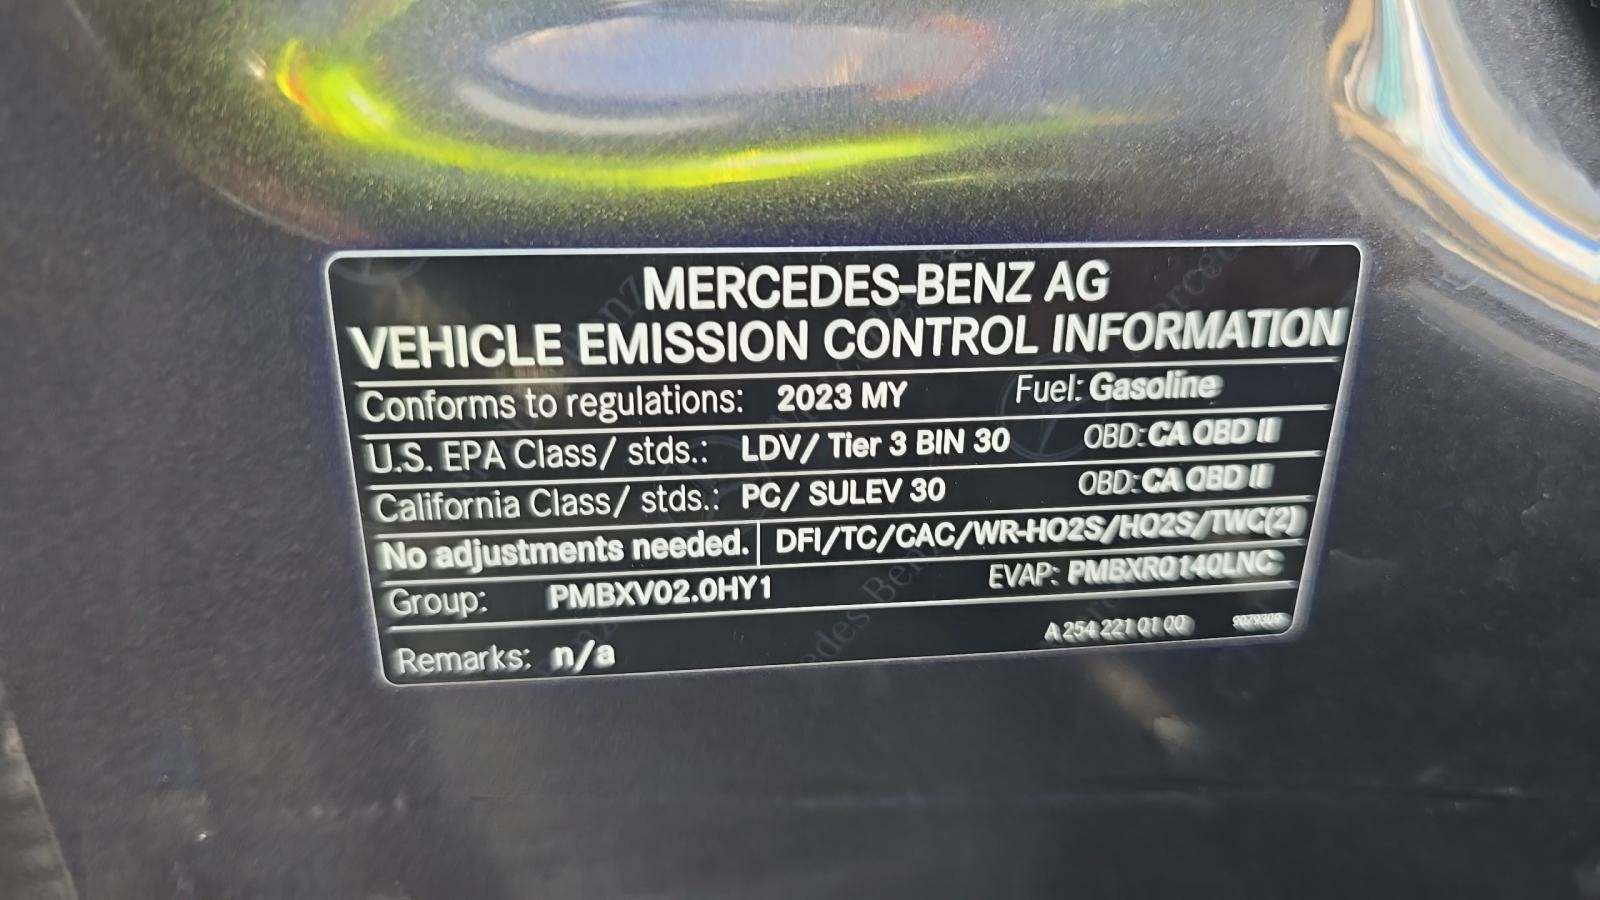 MERCEDES-BENZ AG
VEHICLE EMISSION CONTROL INFORMATION
Conforms to regulations: 2023 MY Fuel: Gasoline
U.S. EPA Class/ stds.: LDV/ Tier 3 BIN 30 OBD: CA OBD II
California Class/ stds.: PC/ SULEV 30 OBD: CA OBD II
No adjustments needed. DFI/TC/CAC/WR-HO2S/HO2S/TWC(2)
Group: PMBXV02.0HY1 EVAP: PMBXR0140LNC
Remarks: n/a A 254 221 01 00